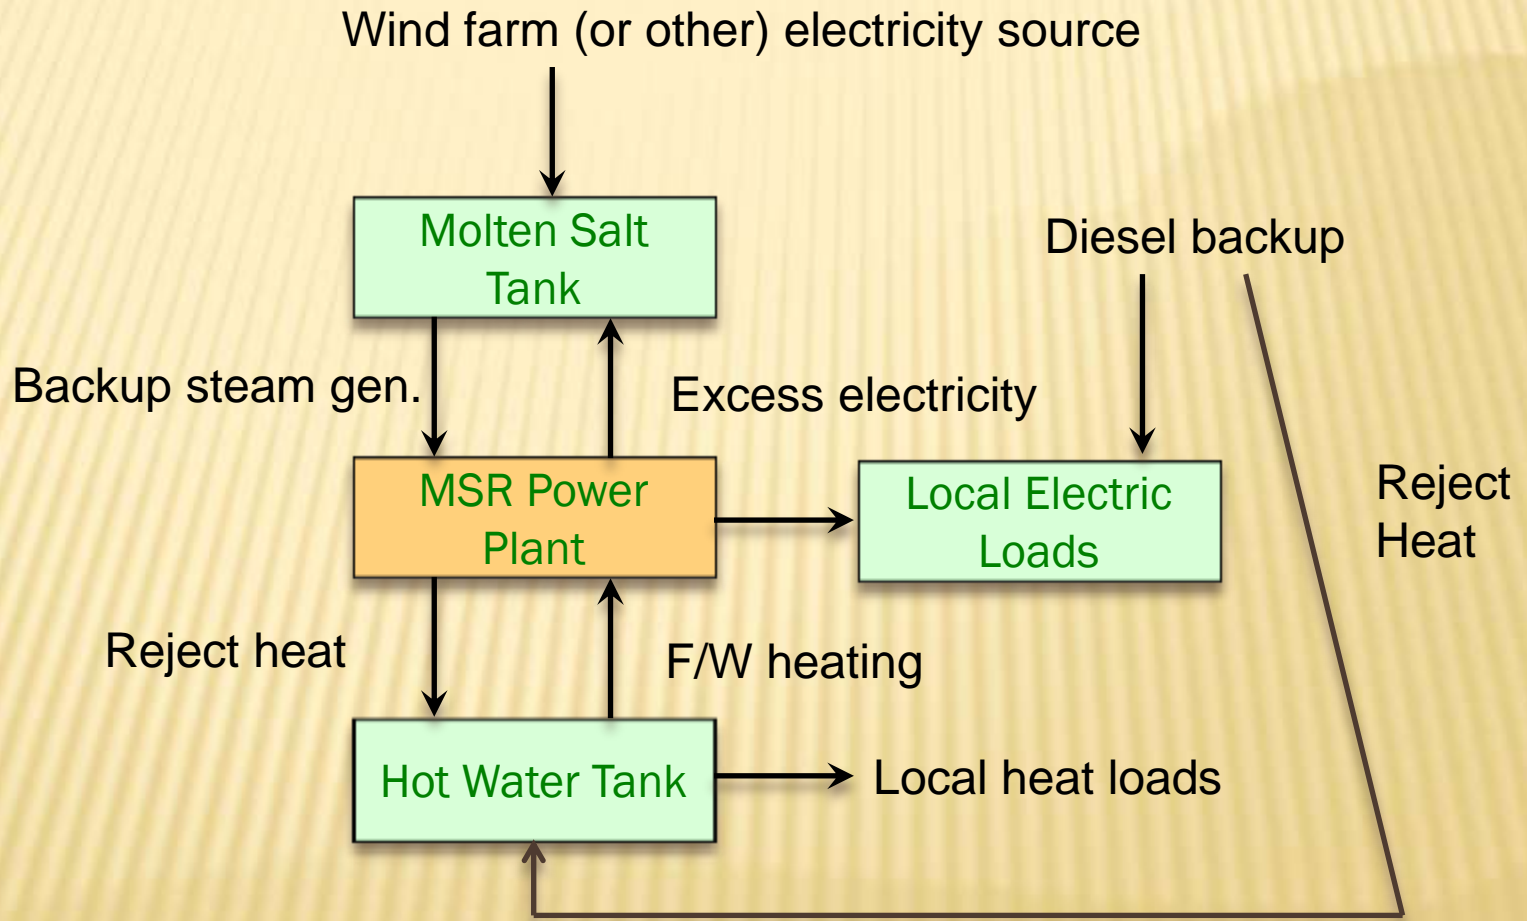 Wind farm (or other) electricity source
Molten Salt
Tank
Diesel backup
Backup steam gen.
Excess electricity
MSR Power
Plant
Local Electric
Loads
Reject
Heat
Reject heat
F/W heating
Hot Water Tank
Local heat loads